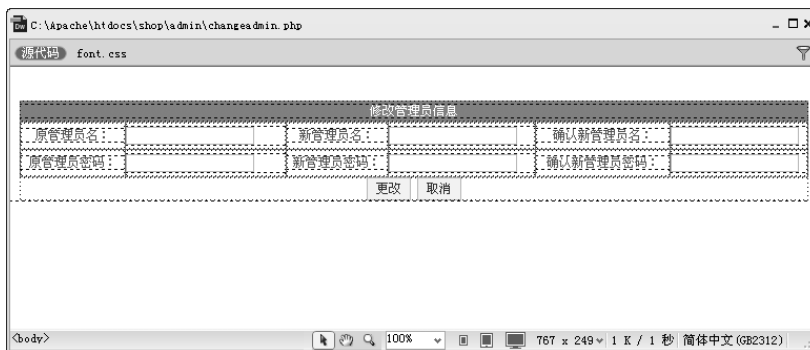 Dw C:\Apache\htdocs\shop\admin\changeadmin.php
源代码 font.css
修改管理员信息
原管理员名： 新管理员名： 确认新管理员名：
原管理员密码： 新管理员密码： 确认新管理员密码：
更改 取消
<body> 100% 767 x 249 1 K / 1 秒 简体中文(GB2312)